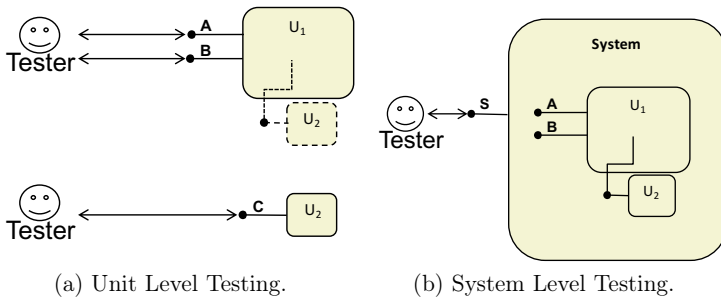 A
U1
Tester
B
U2
Tester
C
U2
(a) Unit Level Testing.
System
S
A
U1
Tester
B
U2
(b) System Level Testing.